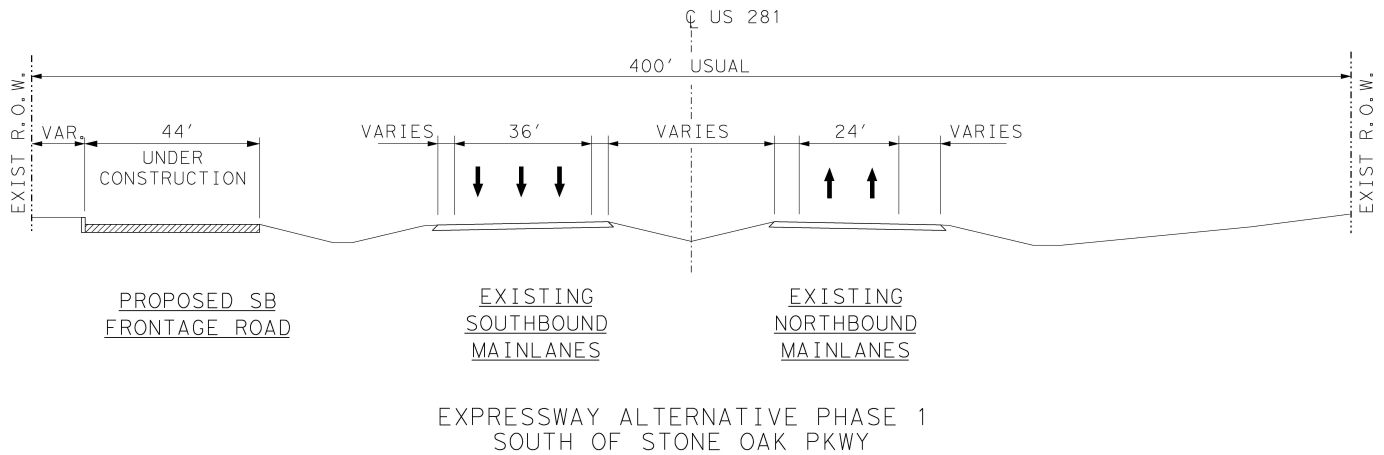 ℄ US 281
400' USUAL
EXIST R.O.W.
VAR.
44'
UNDER
CONSTRUCTION
VARIES
36'
VARIES
24'
VARIES
EXIST R.O.W.
PROPOSED SB
FRONTAGE ROAD
EXISTING
SOUTHBOUND
MAINLANES
EXISTING
NORTHBOUND
MAINLANES
EXPRESSWAY ALTERNATIVE PHASE 1
SOUTH OF STONE OAK PKWY